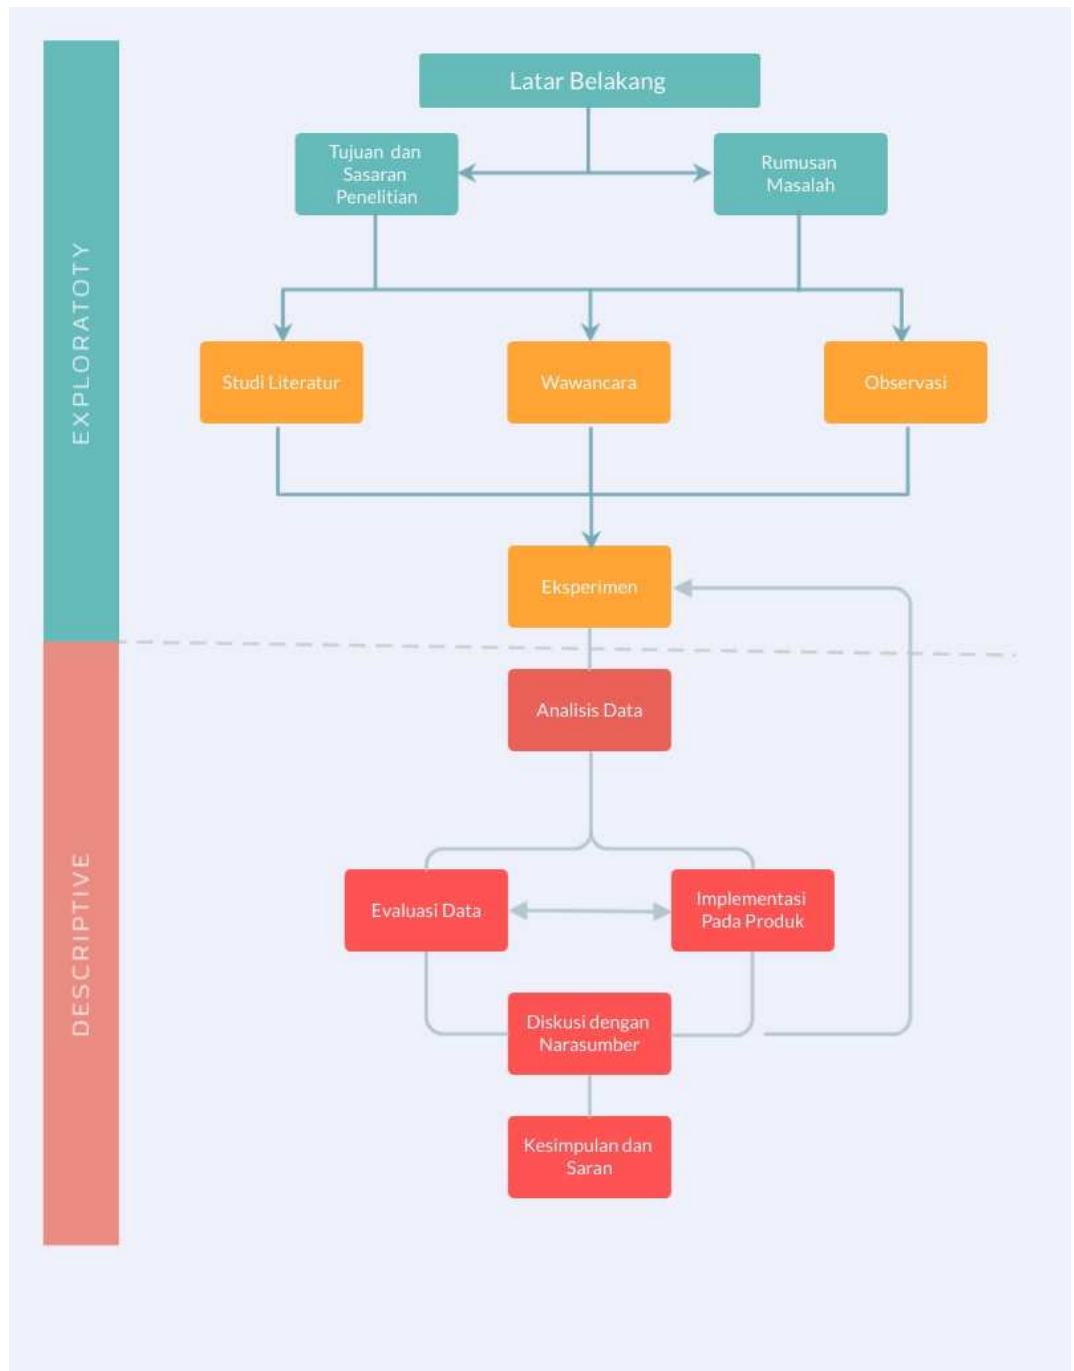 Latar Belakang
Tujuan dan
Sasaran
Penelitian
Rumusan
Masalah
EXPLORATOTY
Studi Literatur
Wawancara
Observasi
Eksperimen
Analisis Data
DESCRIPTIVE
Evaluasi Data
Implementasi
Pada Produk
Diskusi dengan
Narasumber
Kesimpulan dan
Saran